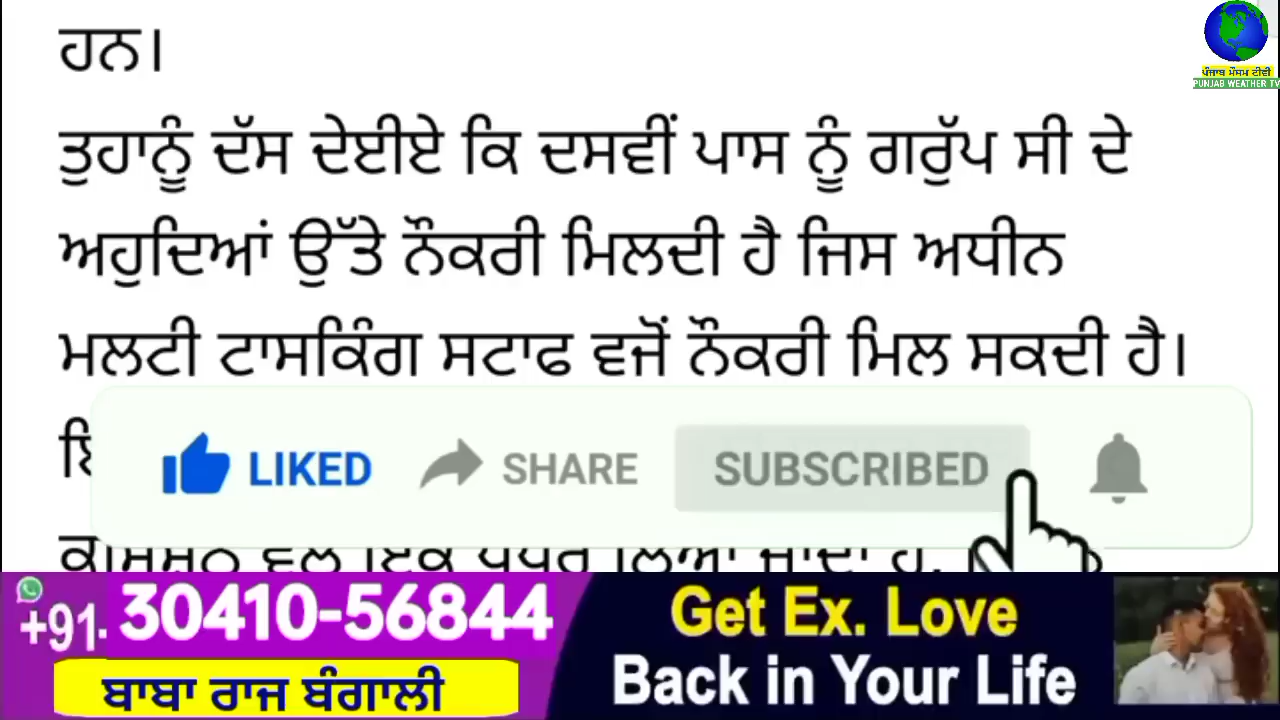 ਹਨ।
ਪੰਜਾਬ ਮੌਸਮ ਟੀਵੀ
PUNJAB WEATHER TV
ਤੁਹਾਨੂੰ ਦੱਸ ਦੇਈਏ ਕਿ ਦਸਵੀਂ ਪਾਸ ਨੂੰ ਗਰੁੱਪ ਸੀ ਦੇ
ਅਹੁਦਿਆਂ ਉੱਤੇ ਨੌਕਰੀ ਮਿਲਦੀ ਹੈ ਜਿਸ ਅਧੀਨ
ਮਲਟੀ ਟਾਸਕਿੰਗ ਸਟਾਫ ਵਜੋਂ ਨੌਕਰੀ ਮਿਲ ਸਕਦੀ ਹੈ।
LIKED SHARE SUBSCRIBED
+91- 30410-56844
ਬਾਬਾ ਰਾਜ ਬੰਗਾਲੀ
Get Ex. Love
Back in Your Life